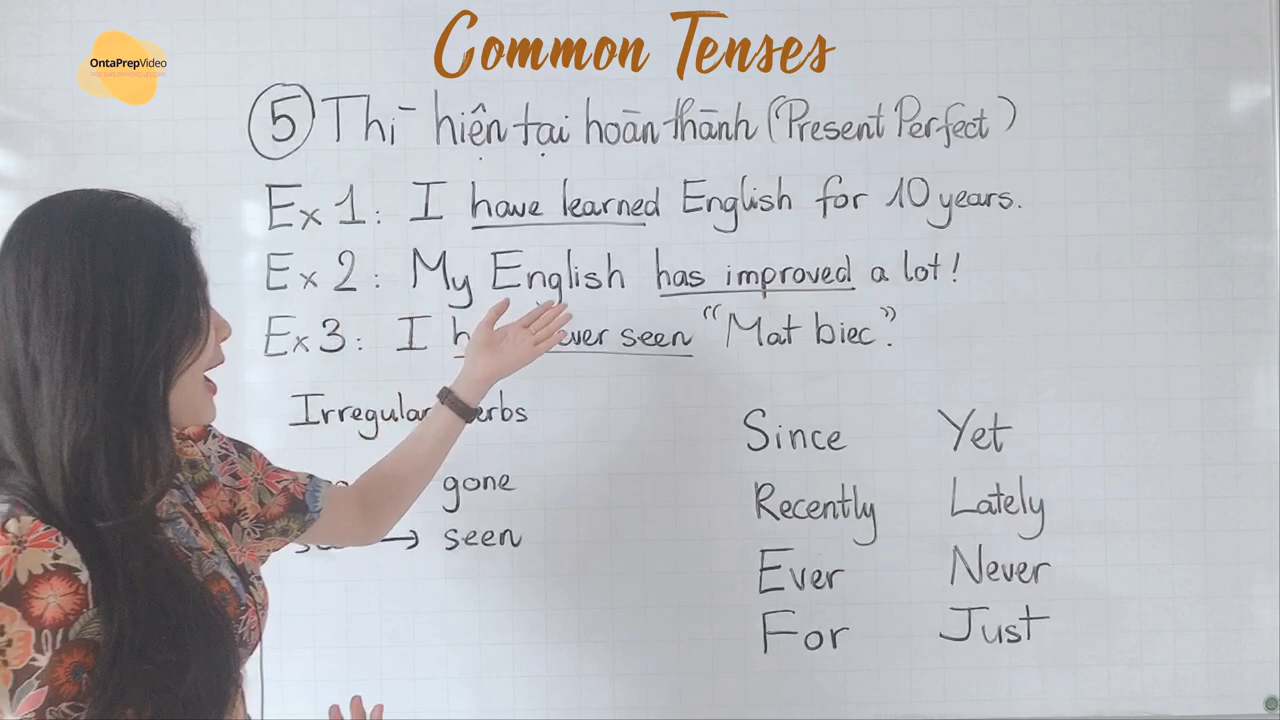 Common Tenses
OntaPrepVideo
5 Thì hiện tại hoàn thành (Present Perfect)
Ex 1: I have learned English for 10 years.
Ex 2: My English has improved a lot!
Ex 3: I seen "Mat biec".
Irregular
gone
→ seen
Since Yet
Recently Lately
Ever Never
For Just